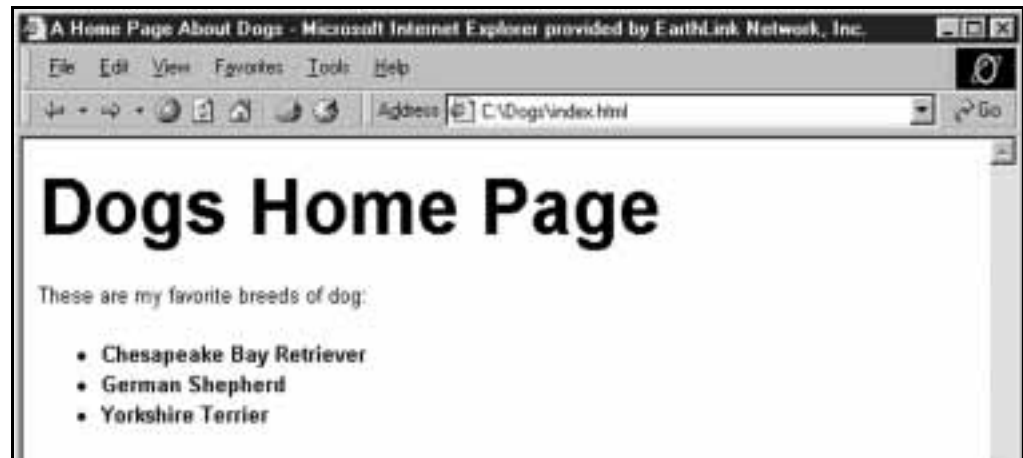 A Home Page About Dogs - Microsoft Internet Explorer provided by EarthLink Network, Inc.
File Edit View Favorites Tools Help
Address C:\Dogs\index.html Go
Dogs Home Page
These are my favorite breeds of dog:
• Chesapeake Bay Retriever
• German Shepherd
• Yorkshire Terrier